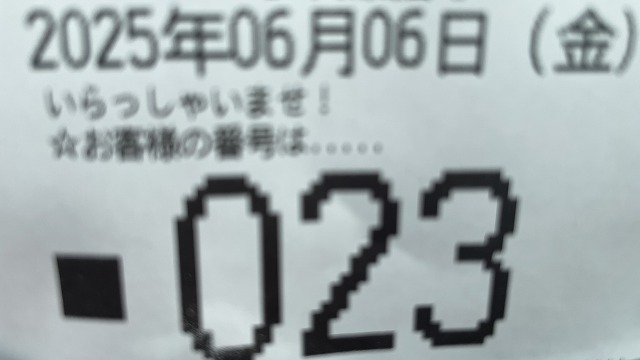 2025年06月06日（金）
いらっしゃいませ！
☆お客様の番号は.....
■023